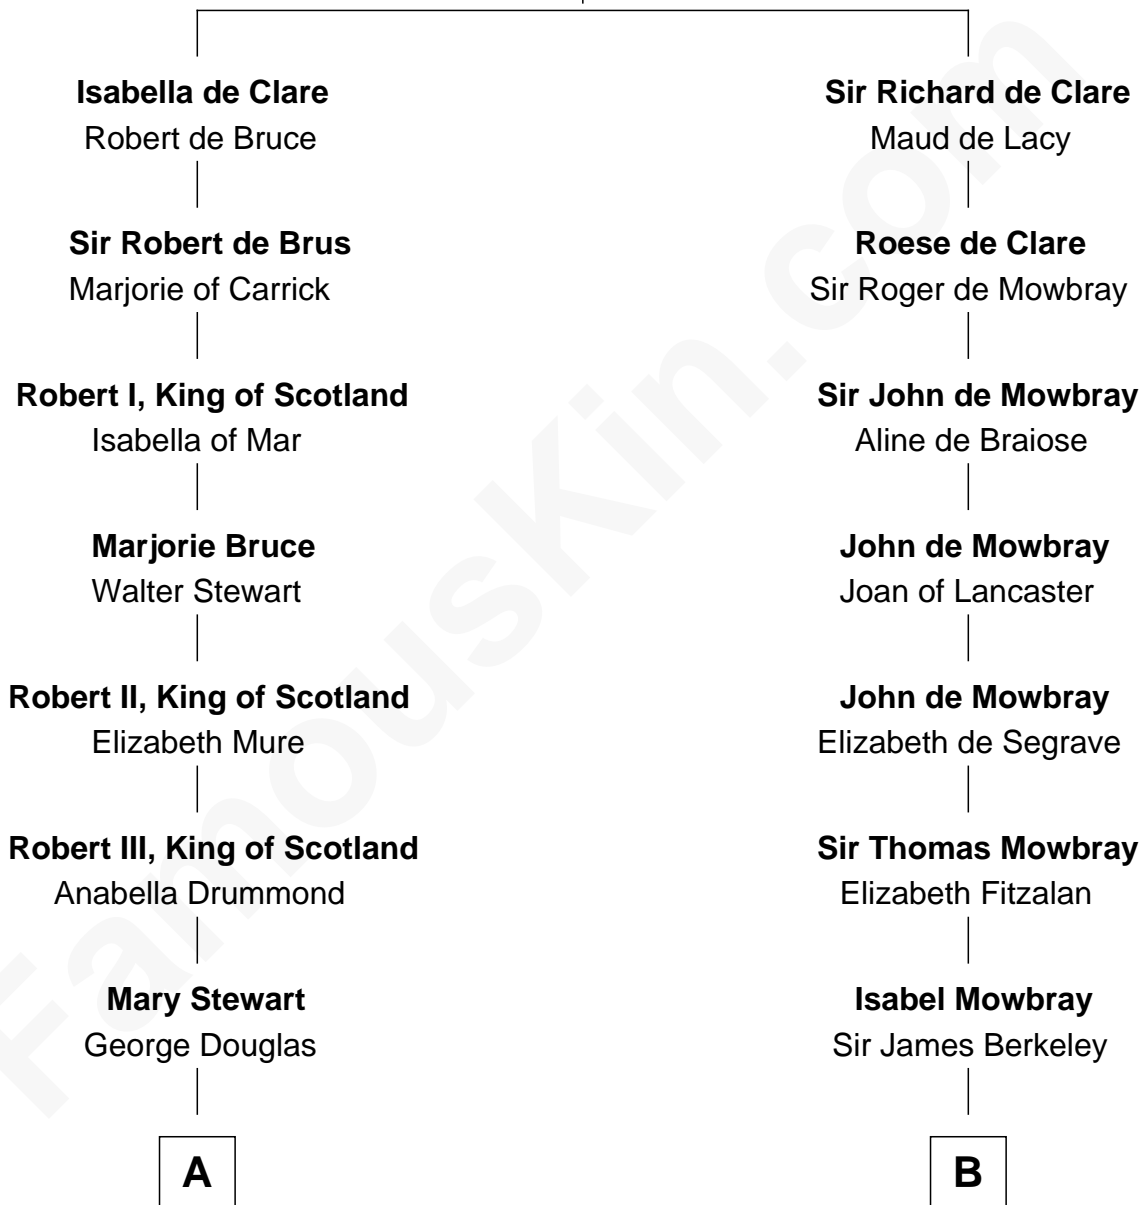 Isabella de Clare
Robert de Bruce
Sir Robert de Brus
Marjorie of Carrick
Robert I, King of Scotland
Isabella of Mar
Marjorie Bruce
Walter Stewart
Robert II, King of Scotland
Elizabeth Mure
Robert III, King of Scotland
Anabella Drummond
Mary Stewart
George Douglas
A
Sir Richard de Clare
Maud de Lacy
Roese de Clare
Sir Roger de Mowbray
Sir John de Mowbray
Aline de Braiose
John de Mowbray
Joan of Lancaster
John de Mowbray
Elizabeth de Segrave
Sir Thomas Mowbray
Elizabeth Fitzalan
Isabel Mowbray
Sir James Berkeley
B
FamousKin.com